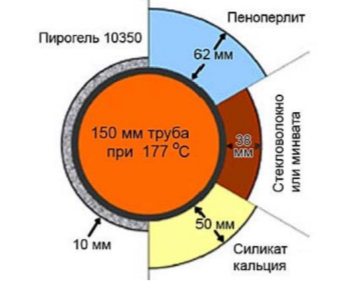 Пеноперлит
Пирогель 10350
62 мм
150 мм труба
при 177 °C
38
мм
Стекловолокно
или минвата
50 мм
10 мм
Силикат
кальция